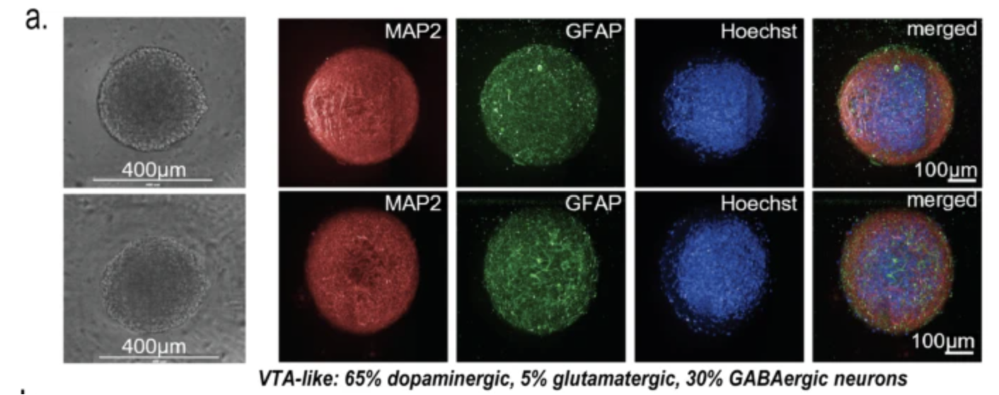 a.
MAP2 GFAP Hoechst merged
400µm 100µm
MAP2 GFAP Hoechst merged
400µm 100µm
VTA-like: 65% dopaminergic, 5% glutamatergic, 30% GABAergic neurons